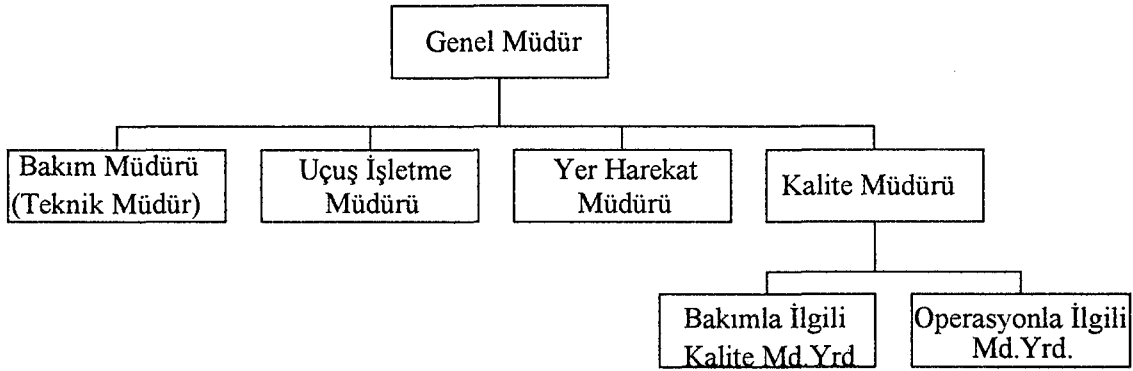 Genel Müdür
Bakım Müdürü
(Teknik Müdür)
Uçuş İşletme
Müdürü
Yer Harekat
Müdürü
Kalite Müdürü
Bakımla İlgili
Kalite Md.Yrd
Operasyonla İlgili
Md.Yrd.